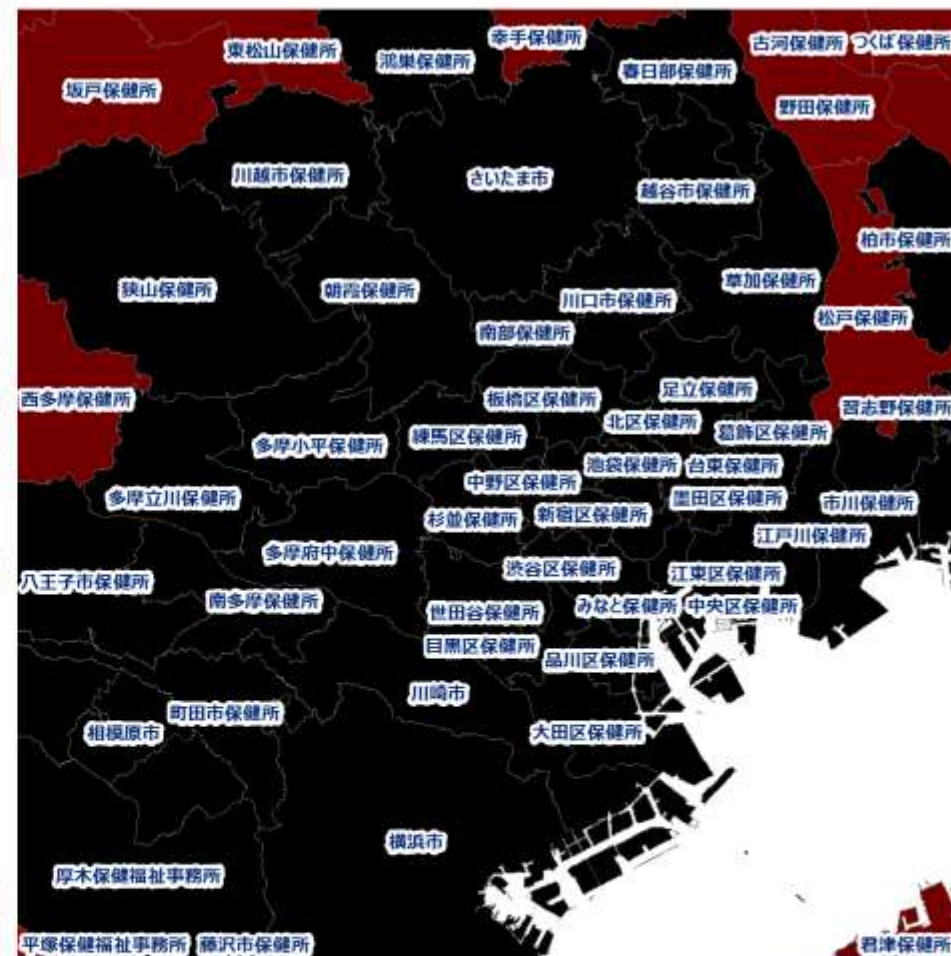 東松山保健所
鴻巣保健所
幸手保健所
古河保健所
つくば保健所
坂戸保健所
春日部保健所
野田保健所
川越市保健所
さいたま市
越谷市保健所
柏市保健所
狭山保健所
朝霞保健所
川口市保健所
草加保健所
南部保健所
松戸保健所
西多摩保健所
板橋区保健所
足立保健所
習志野保健所
多摩小平保健所
練馬区保健所
北区保健所
葛飾区保健所
池袋保健所
台東保健所
中野区保健所
多摩立川保健所
墨田区保健所
市川保健所
杉並保健所
新宿区保健所
江戸川保健所
多摩府中保健所
渋谷区保健所
江東区保健所
八王子市保健所
南多摩保健所
世田谷保健所
みなと保健所
中央区保健所
目黒区保健所
品川区保健所
川崎市
町田市保健所
相模原市
大田区保健所
横浜市
厚木保健福祉事務所
平塚保健福祉事務所
藤沢市保健所
君津保健所